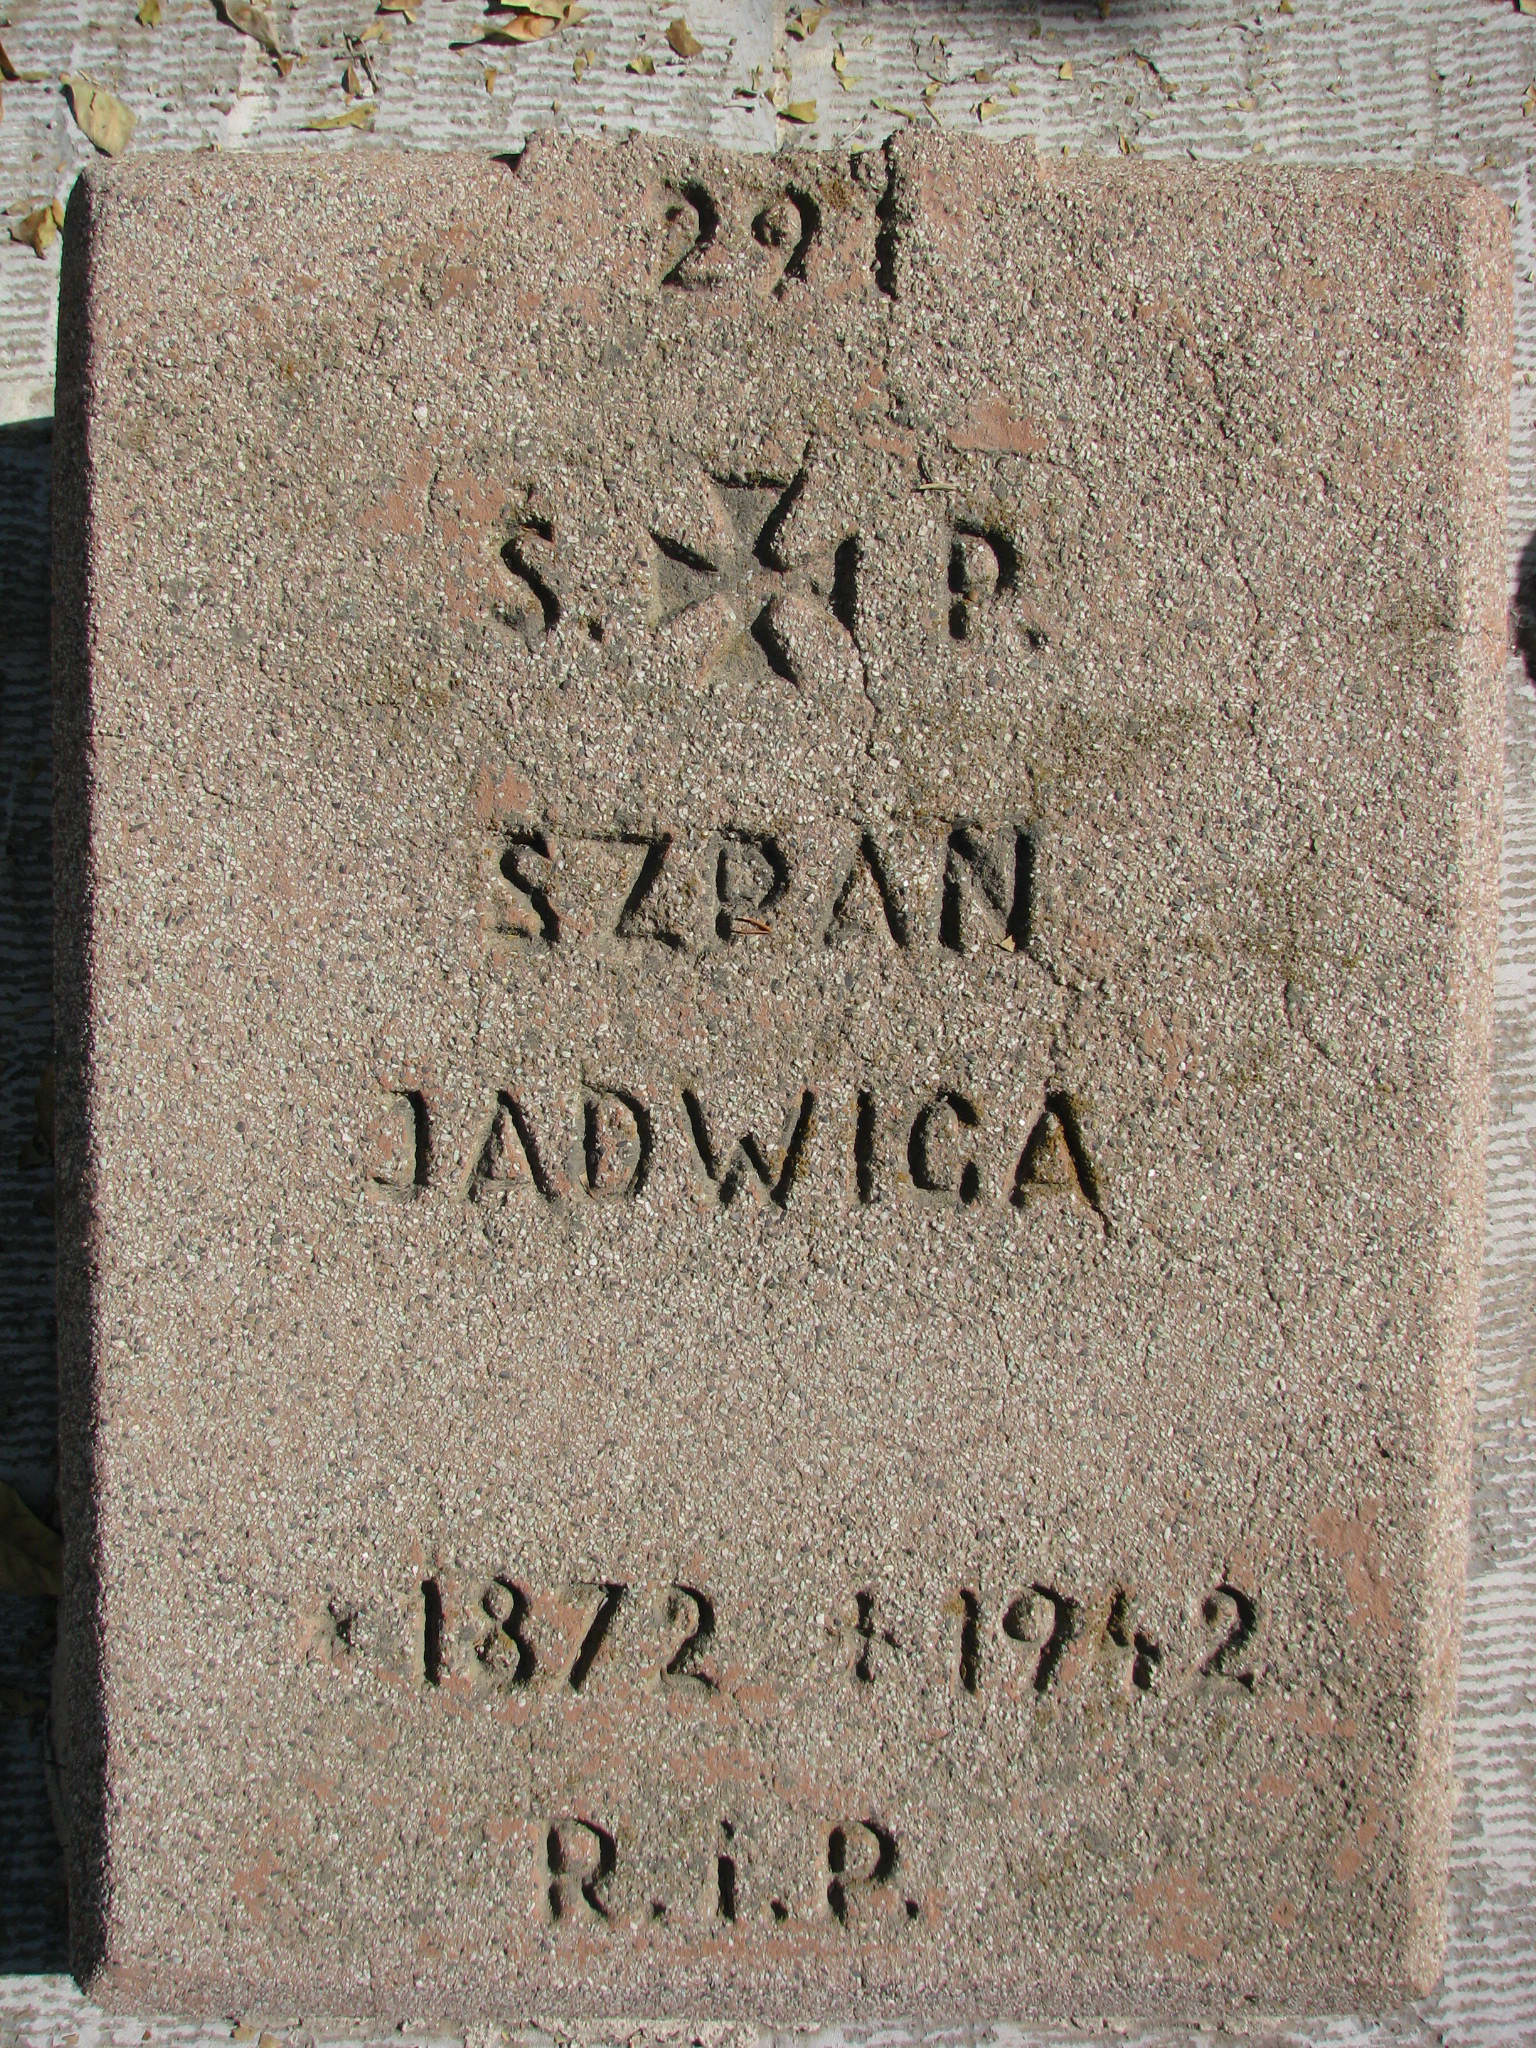 291
Ś. P.
SZPAN
JADWIGA
* 1872 + 1942
R.i.P.